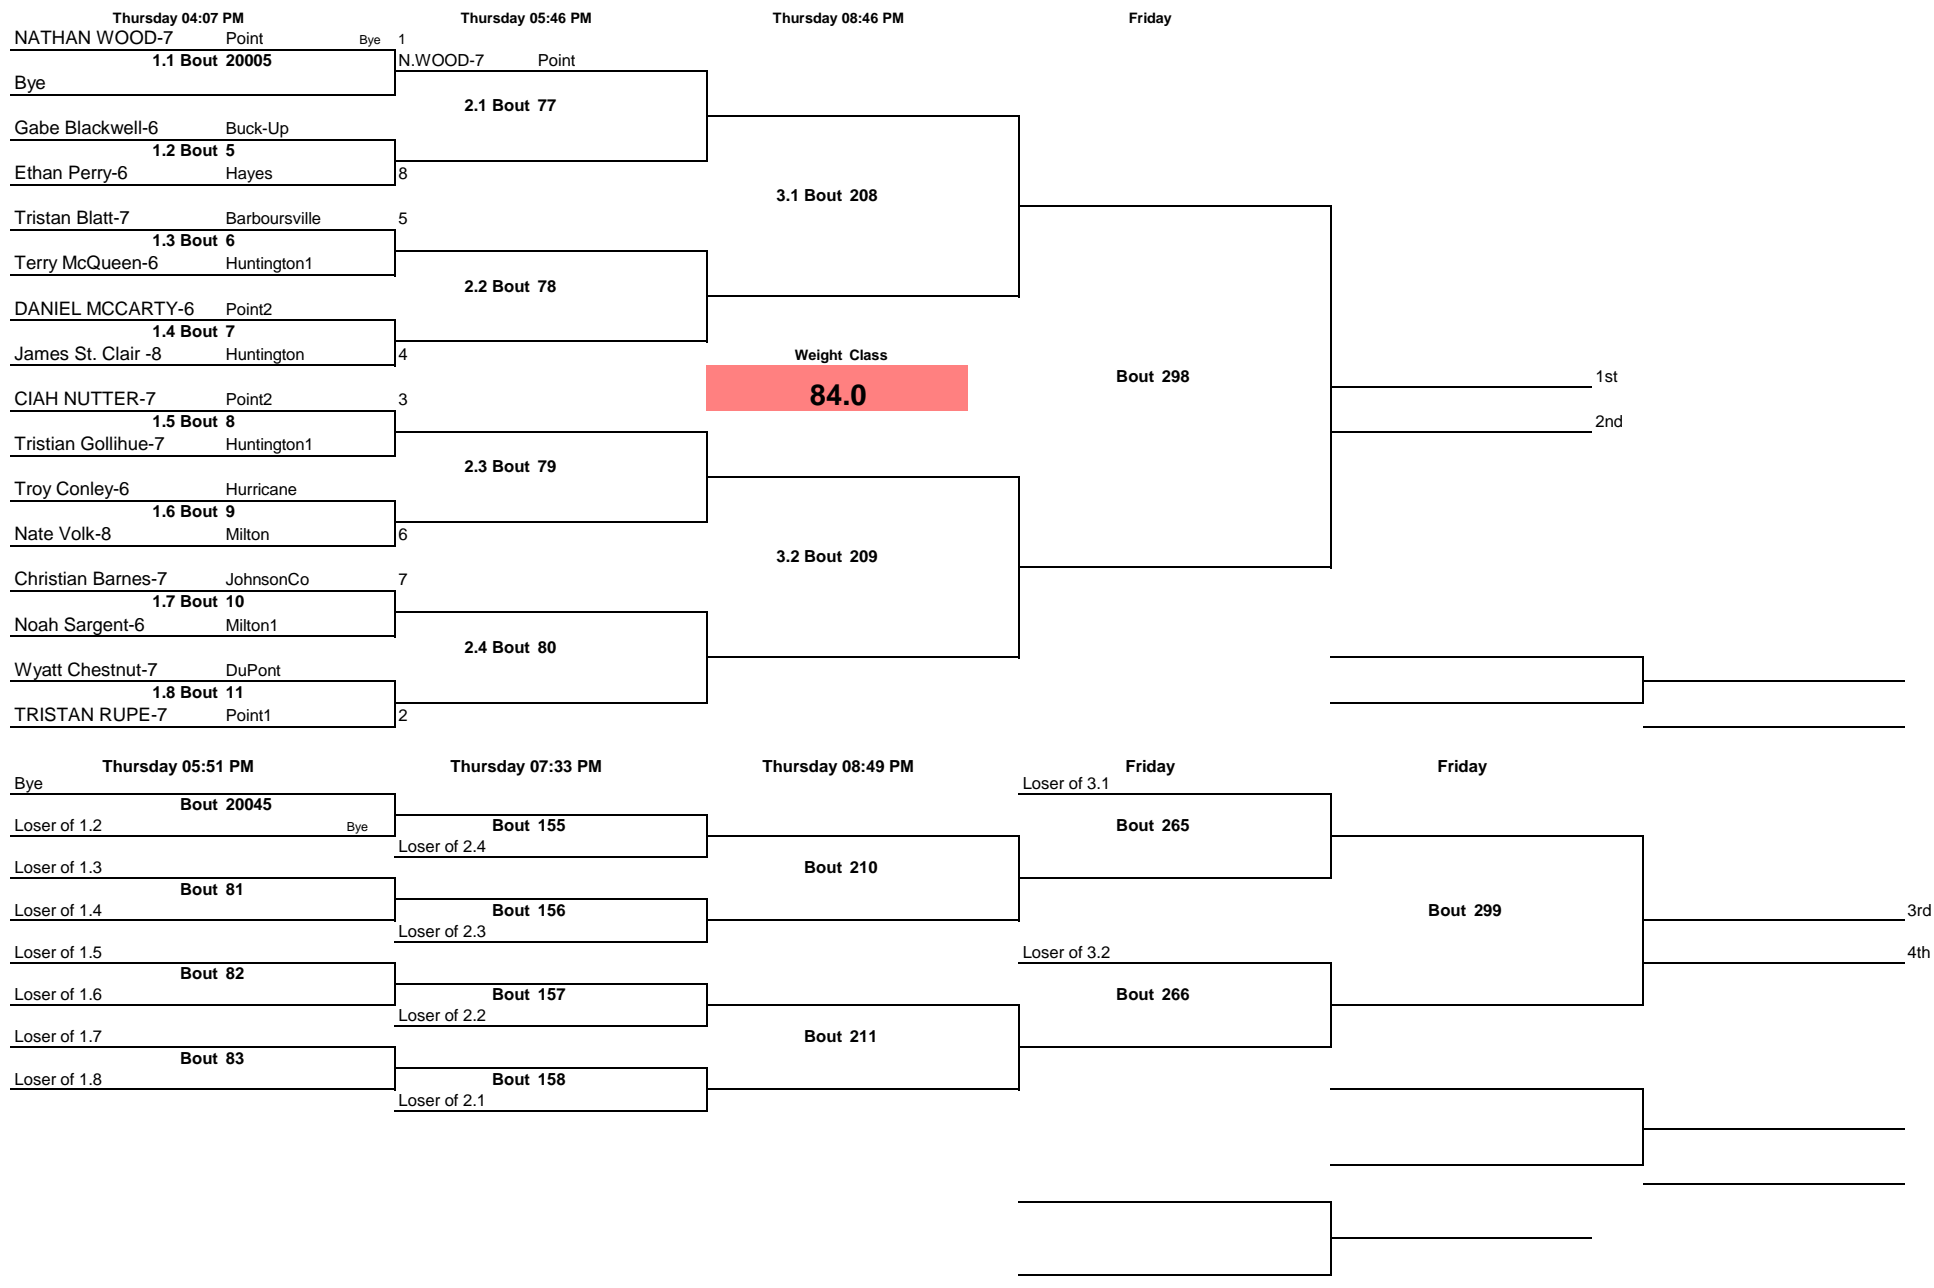 Thursday 04:07 PM Thursday 05:46 PM Thursday 08:46 PM Friday
NATHAN WOOD-7 Point Bye 1
1.1 Bout 20005 N.WOOD-7 Point
Bye
2.1 Bout 77
Gabe Blackwell-6 Buck-Up
1.2 Bout 5
Ethan Perry-6 Hayes 8
3.1 Bout 208
Tristan Blatt-7 Barboursville 5
1.3 Bout 6
Terry McQueen-6 Huntington1
2.2 Bout 78
DANIEL MCCARTY-6 Point2
1.4 Bout 7
James St. Clair -8 Huntington 4 Weight Class
Bout 298 1st
84.0
CIAH NUTTER-7 Point2 3
1.5 Bout 8 2nd
Tristian Gollihue-7 Huntington1
2.3 Bout 79
Troy Conley-6 Hurricane
1.6 Bout 9
Nate Volk-8 Milton 6
3.2 Bout 209
Christian Barnes-7 JohnsonCo 7
1.7 Bout 10
Noah Sargent-6 Milton1
2.4 Bout 80
Wyatt Chestnut-7 DuPont
1.8 Bout 11
TRISTAN RUPE-7 Point1 2
Thursday 05:51 PM Thursday 07:33 PM Thursday 08:49 PM Friday Friday
Bye Loser of 3.1
Bout 20045
Loser of 1.2 Bye Bout 155 Bout 265
Loser of 2.4
Loser of 1.3 Bout 210
Bout 81
Loser of 1.4 Bout 156 Bout 299 3rd
Loser of 2.3
Loser of 1.5 Loser of 3.2 4th
Bout 82
Loser of 1.6 Bout 157 Bout 266
Loser of 2.2
Loser of 1.7 Bout 211
Bout 83
Loser of 1.8 Bout 158
Loser of 2.1